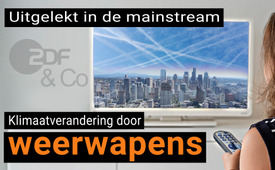 Uitgelekt in de mainstream
ZDF
& Co
Klimaatverandering door
weerwapens